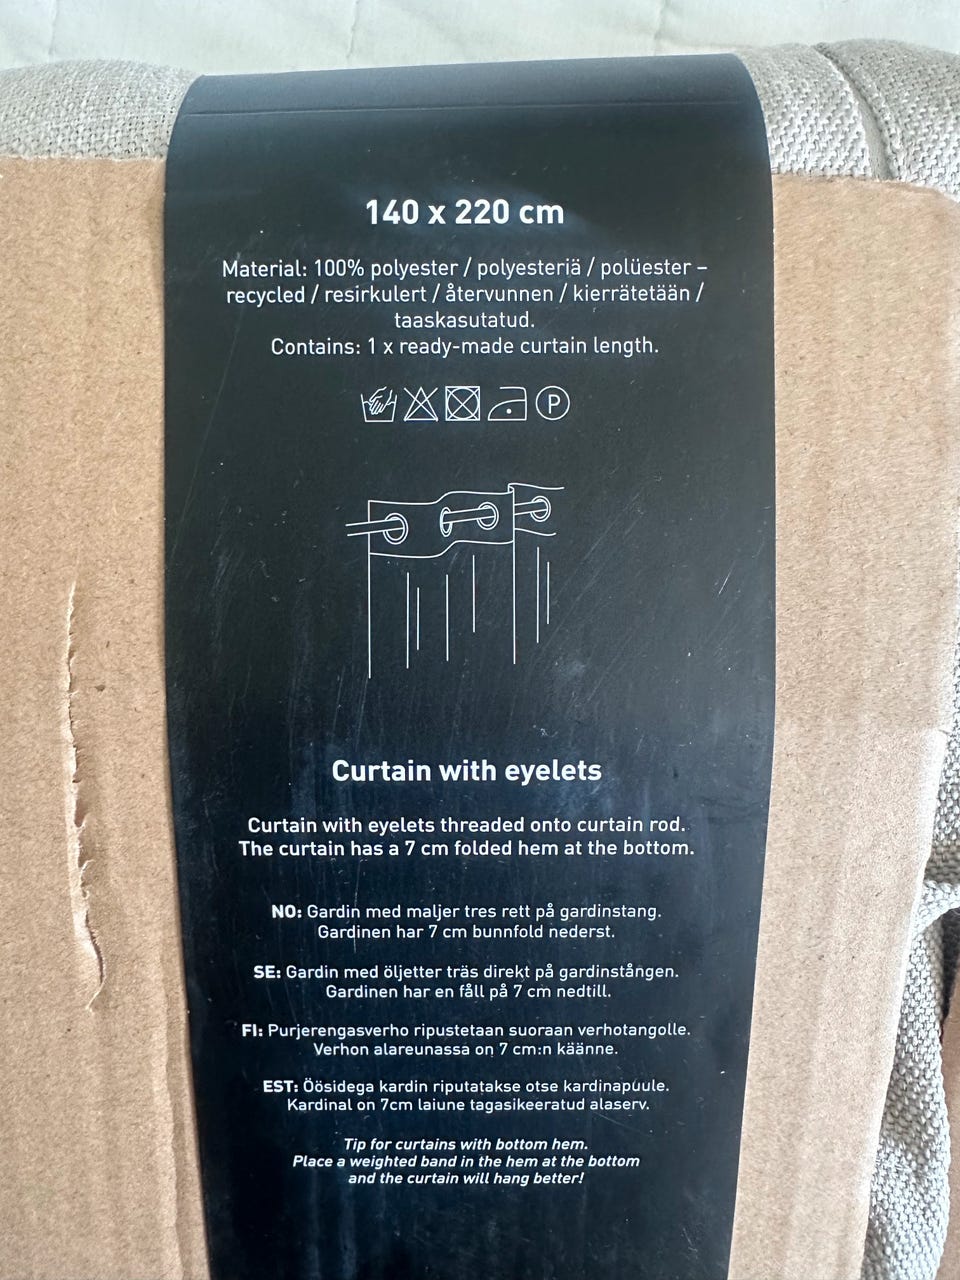 140 x 220 cm
Material: 100% polyester / polyesteriä / polüester –
recycled / resirkulert / återvunnen / kierrätetään /
taaskasutatud.
Contains: 1 x ready-made curtain length.
P
Curtain with eyelets
Curtain with eyelets threaded onto curtain rod.
The curtain has a 7 cm folded hem at the bottom.
NO: Gardin med maljer tres rett på gardinstang.
Gardinen har 7 cm bunnfold nederst.
SE: Gardin med öljetter träs direkt på gardinstången.
Gardinen har en fåll på 7 cm nedtill.
FI: Purjerengasverho ripustetaan suoraan verhotangolle.
Verhon alareunassa on 7 cm:n käänne.
EST: Öösidega kardin riputatakse otse kardinapuule.
Kardinal on 7cm laiune tagasikeeratud alaserv.
Tip for curtains with bottom hem.
Place a weighted band in the hem at the bottom
and the curtain will hang better!